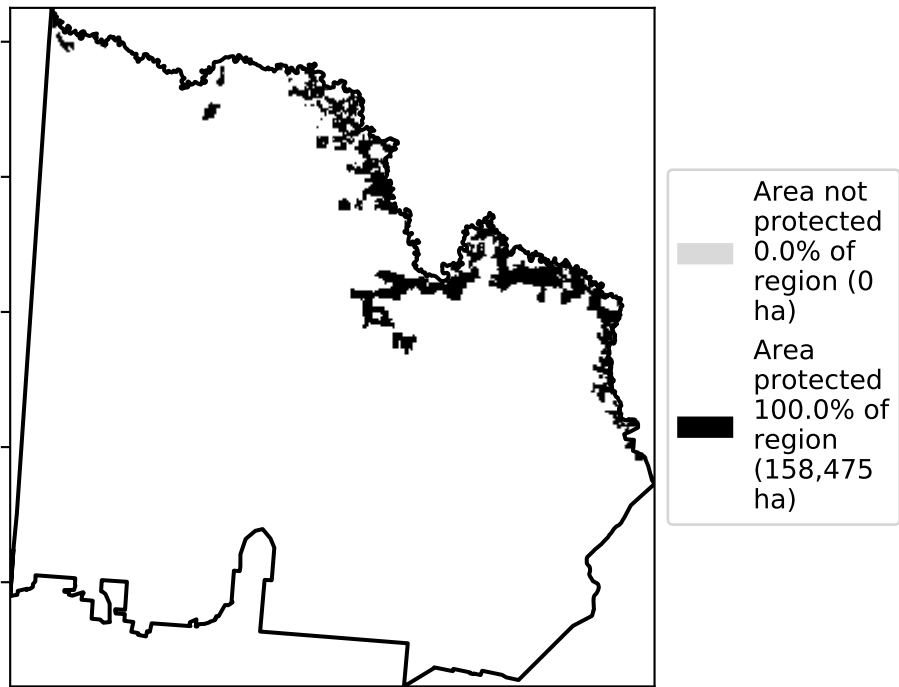 Area not
protected
0.0% of
region (0
ha)
Area
protected
100.0% of
region
(158,475
ha)